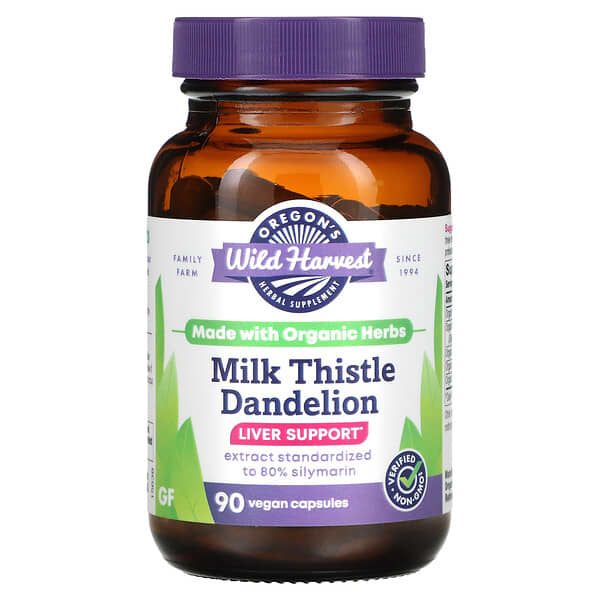 OREGON'S
Wild Harvest®
HERBAL SUPPLEMENT
FAMILY
FARM
SINCE
1994
Made with Organic Herbs
Milk Thistle
Dandelion
LIVER SUPPORT*
extract standardized
to 80% silymarin
GF
90 vegan capsules
VERIFIED
NON-GMO!